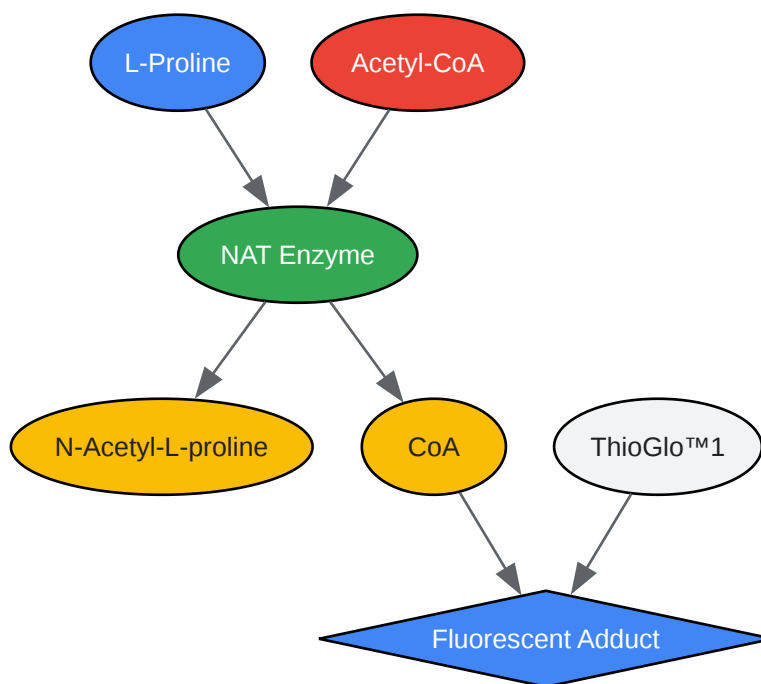 L-Proline
Acetyl-CoA
NAT Enzyme
N-Acetyl-L-proline
CoA
ThioGlo™1
Fluorescent Adduct